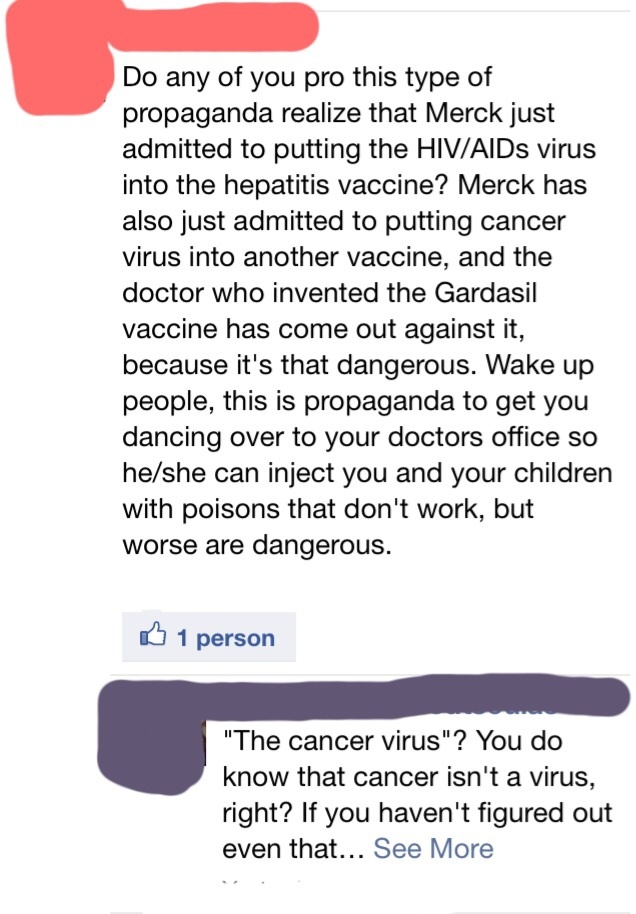 Do any of you pro this type of
propaganda realize that Merck just
admitted to putting the HIV/AIDs virus
into the hepatitis vaccine? Merck has
also just admitted to putting cancer
virus into another vaccine, and the
doctor who invented the Gardasil
vaccine has come out against it,
because it's that dangerous. Wake up
people, this is propaganda to get you
dancing over to your doctors office so
he/she can inject you and your children
with poisons that don't work, but
worse are dangerous.
1 person
"The cancer virus"? You do
know that cancer isn't a virus,
right? If you haven't figured out
even that... See More